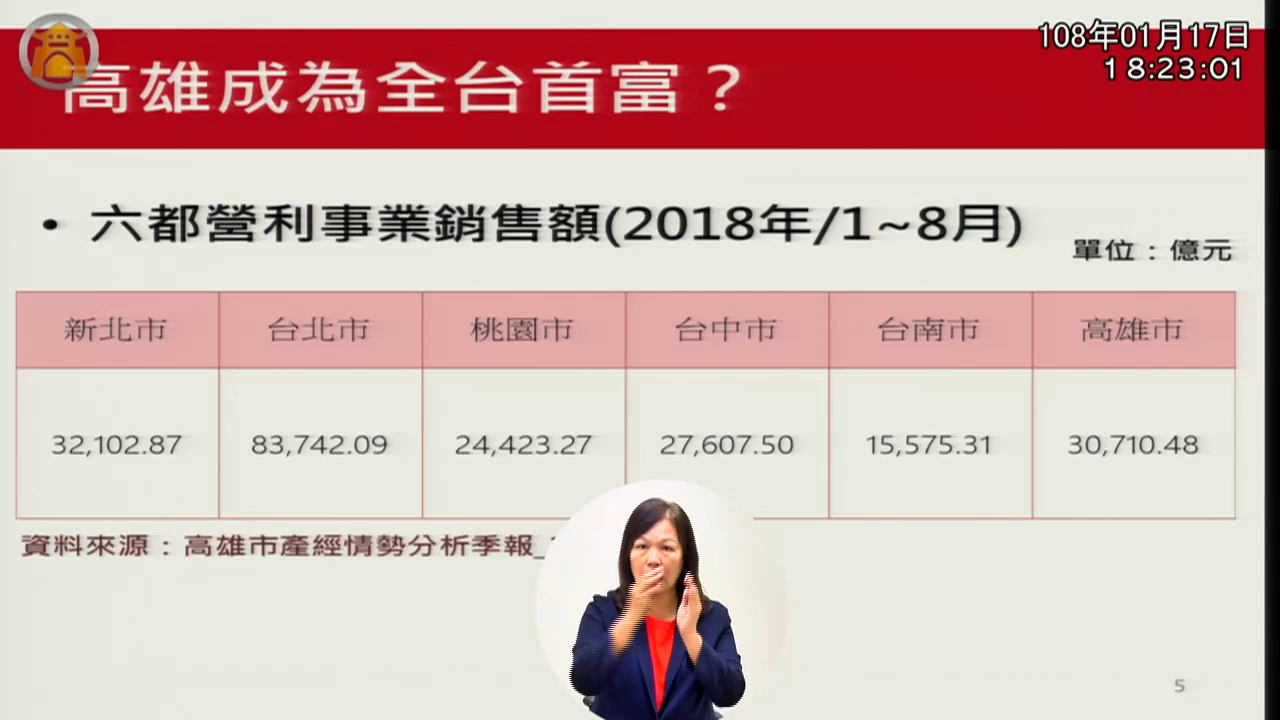 108年01月17日
18:23:01
高雄成為全台首富？
• 六都營利事業銷售額(2018年/1~8月)
單位：億元
新北市 台北市 桃園市 台中市 台南市 高雄市
32,102.87 83,742.09 24,423.27 27,607.50 15,575.31 30,710.48
資料來源：高雄市產經情勢分析季報_
5